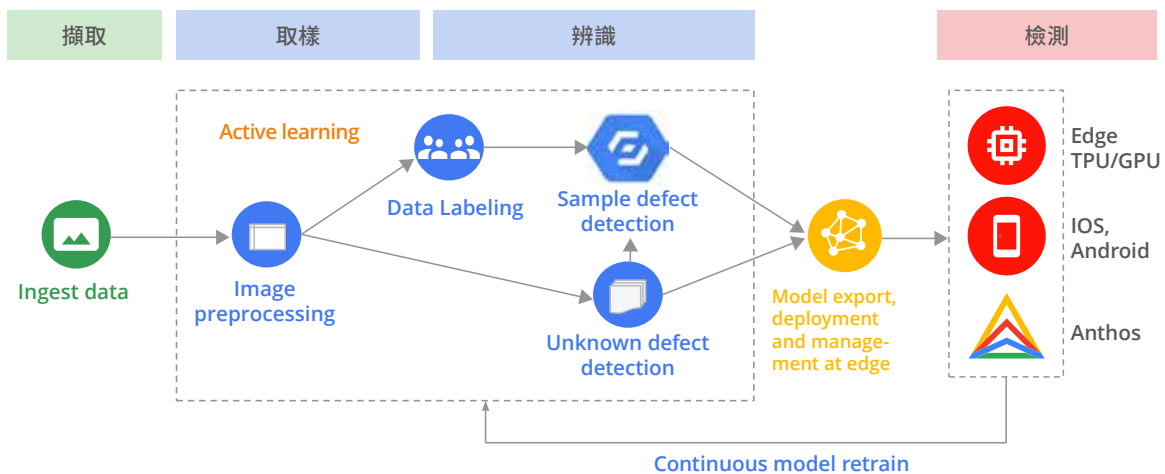 擷取
取樣
辨識
檢測
Active learning
Data Labeling
Sample defect
detection
Edge
TPU/GPU
IOS,
Android
Ingest data
Image
preprocessing
Unknown defect
detection
Model export,
deployment
and manage-
ment at edge
Anthos
Continuous model retrain